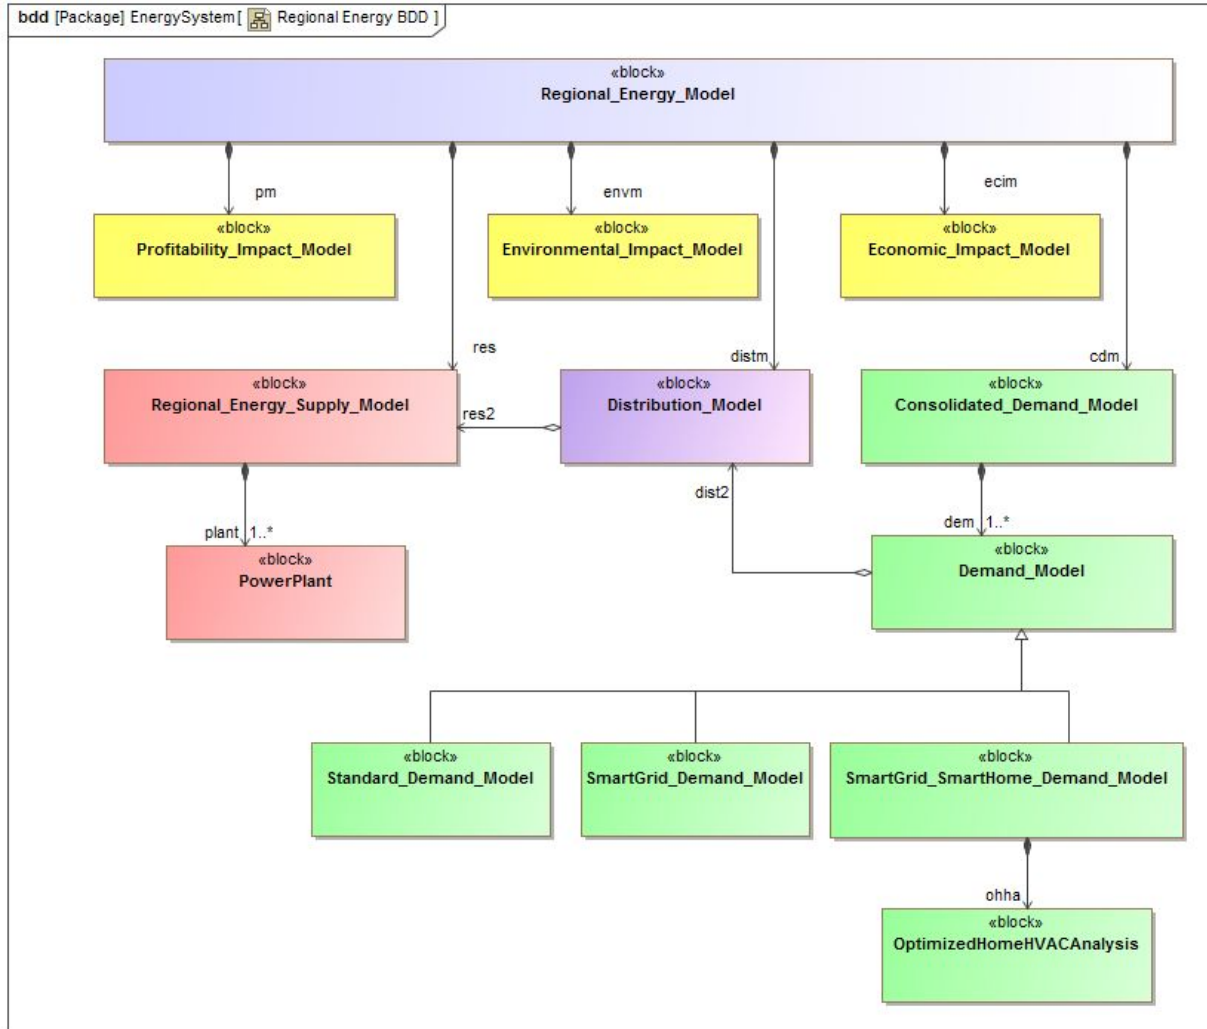 bdd [Package] EnergySystem[ Regional Energy BDD ]
«block»
Regional_Energy_Model
pm
envm
ecim
«block»
Profitability_Impact_Model
«block»
Environmental_Impact_Model
«block»
Economic_Impact_Model
res
distm
cdm
«block»
Regional_Energy_Supply_Model
res2
«block»
Distribution_Model
«block»
Consolidated_Demand_Model
dist2
plant 1..*
dem 1..*
«block»
PowerPlant
«block»
Demand_Model
«block»
Standard_Demand_Model
«block»
SmartGrid_Demand_Model
«block»
SmartGrid_SmartHome_Demand_Model
ohha
«block»
OptimizedHomeHVACAnalysis